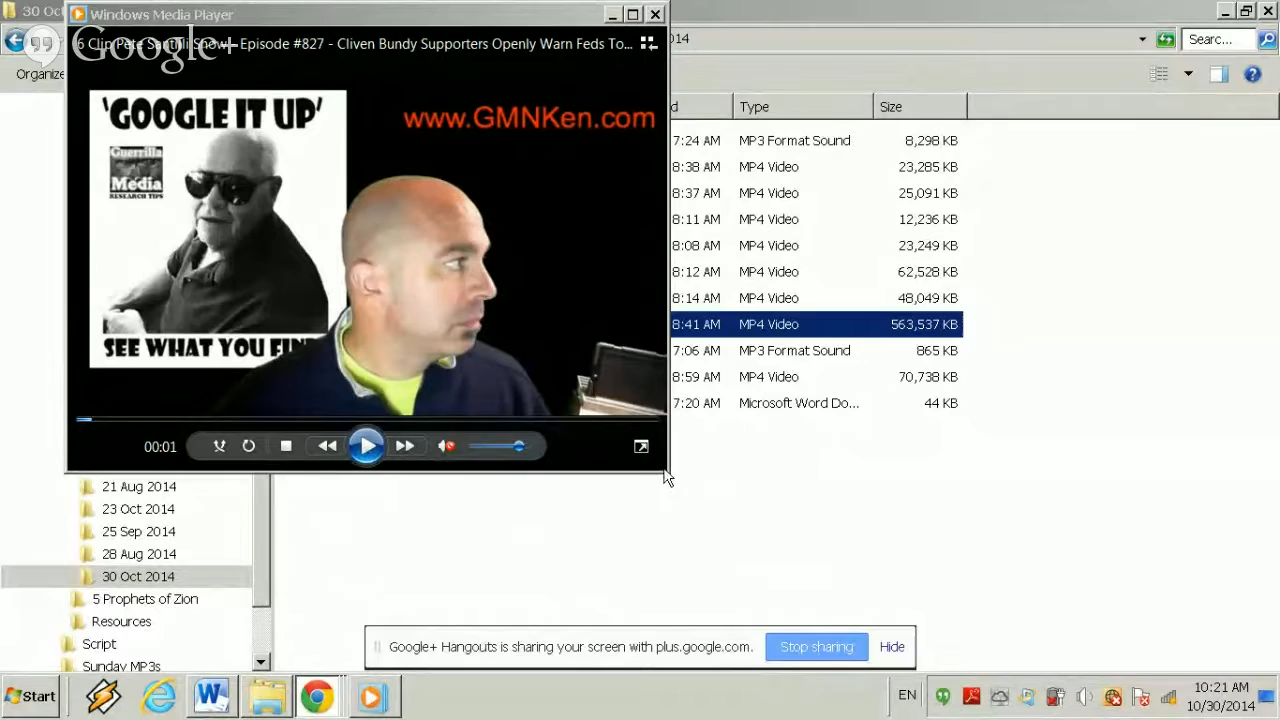 30 Oct
Windows Media Player
Google+
6 Clip Pete Santilli Show - Episode #827 - Cliven Bundy Supporters Openly Warn Feds To...
014
Searc...
Organize
'GOOGLE IT UP'
Guerrilla
Media
RESEARCH TIPS
SEE WHAT YOU FIN
www.GMNKen.com
00:01
d Type Size
7:24 AM MP3 Format Sound 8,298 KB
8:38 AM MP4 Video 23,285 KB
8:37 AM MP4 Video 25,091 KB
8:11 AM MP4 Video 12,236 KB
8:08 AM MP4 Video 23,249 KB
8:12 AM MP4 Video 62,528 KB
8:14 AM MP4 Video 48,049 KB
8:41 AM MP4 Video 563,537 KB
7:06 AM MP3 Format Sound 865 KB
8:59 AM MP4 Video 70,738 KB
7:20 AM Microsoft Word Do... 44 KB
21 Aug 2014
23 Oct 2014
25 Sep 2014
28 Aug 2014
30 Oct 2014
5 Prophets of Zion
Resources
Script
Sunday MP3s
Google+ Hangouts is sharing your screen with plus.google.com. Stop sharing Hide
Start
EN
10:21 AM
10/30/2014